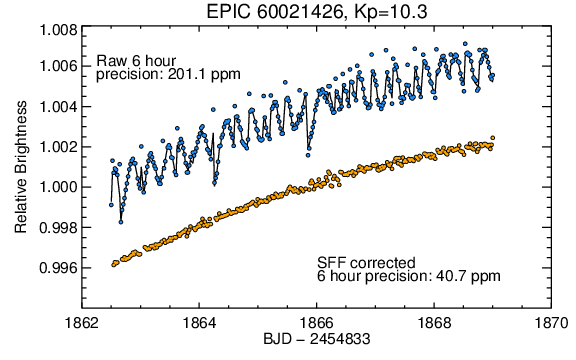 EPIC 60021426, Kp=10.3
1.008
1.006
1.004
1.002
1.000
0.998
0.996
Relative Brightness
Raw 6 hour
precision: 201.1 ppm
SFF corrected
6 hour precision: 40.7 ppm
1862
1864
1866
1868
1870
BJD − 2454833